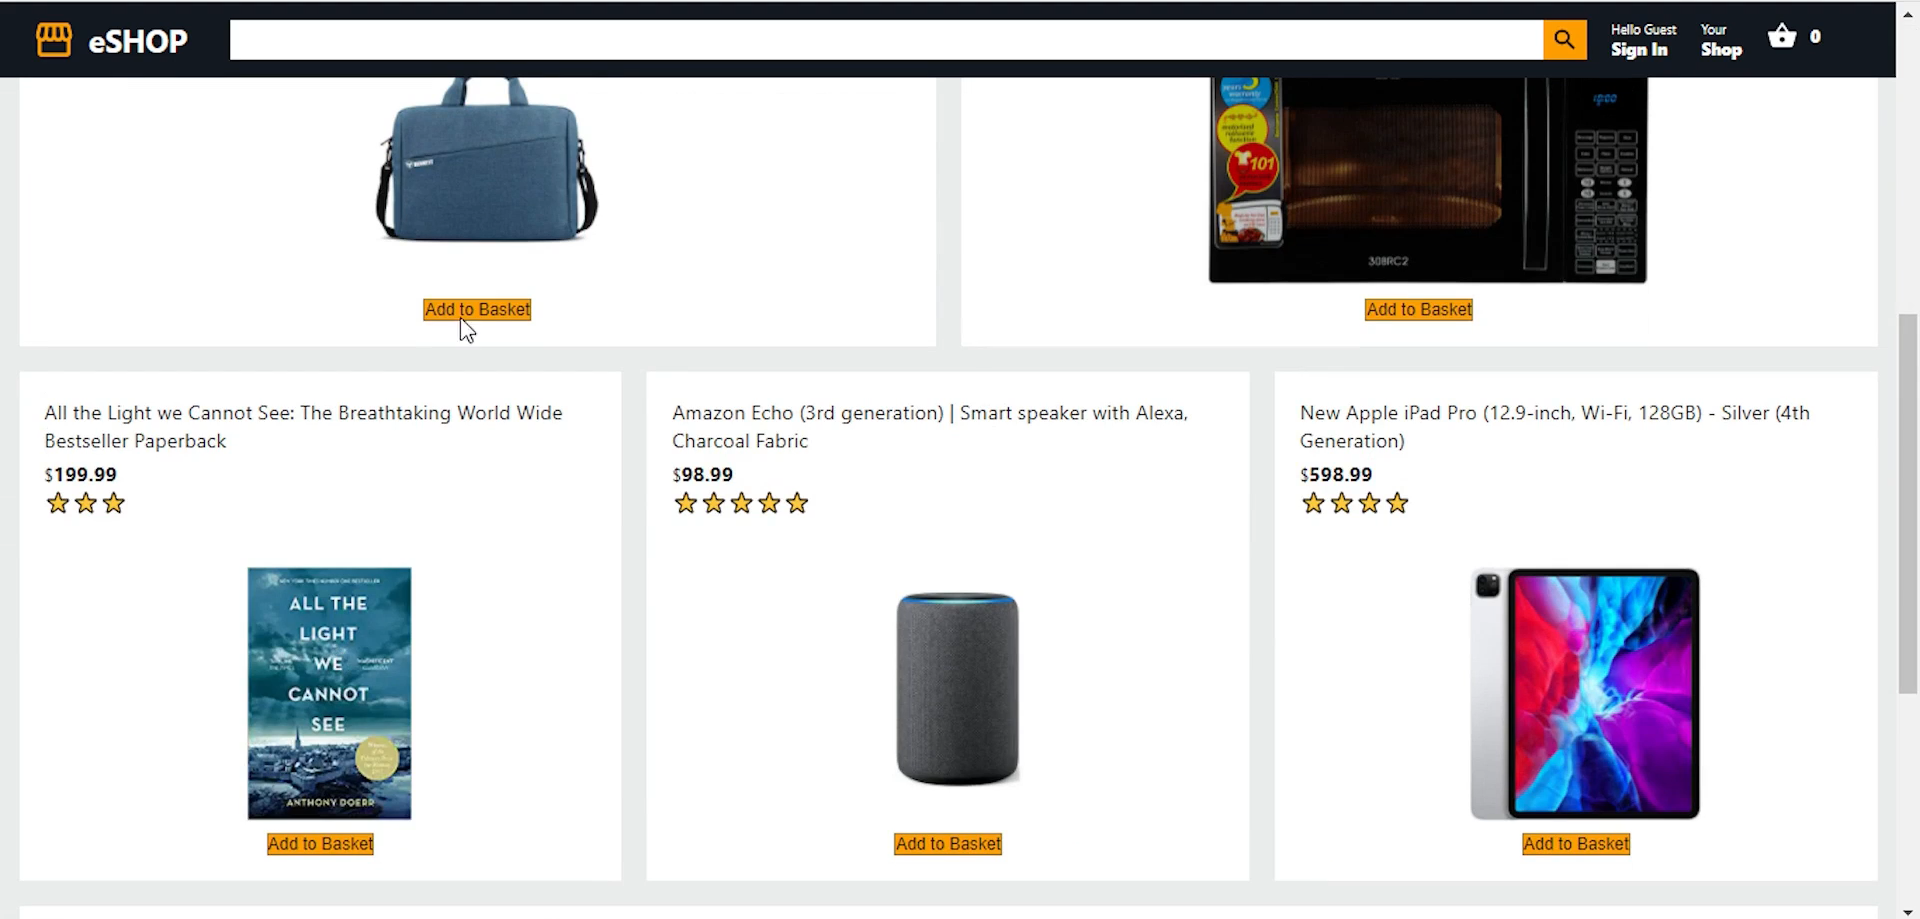 eSHOP
Hello Guest
Sign In
Your
Shop
0
101
308RC2
Add to Basket
Add to Basket
All the Light we Cannot See: The Breathtaking World Wide
Bestseller Paperback
$199.99
Amazon Echo (3rd generation) | Smart speaker with Alexa,
Charcoal Fabric
$98.99
New Apple iPad Pro (12.9-inch, Wi-Fi, 128GB) - Silver (4th
Generation)
$598.99
ALL THE
LIGHT
WE
CANNOT
SEE
ANTHONY DOERR
Add to Basket
Add to Basket
Add to Basket